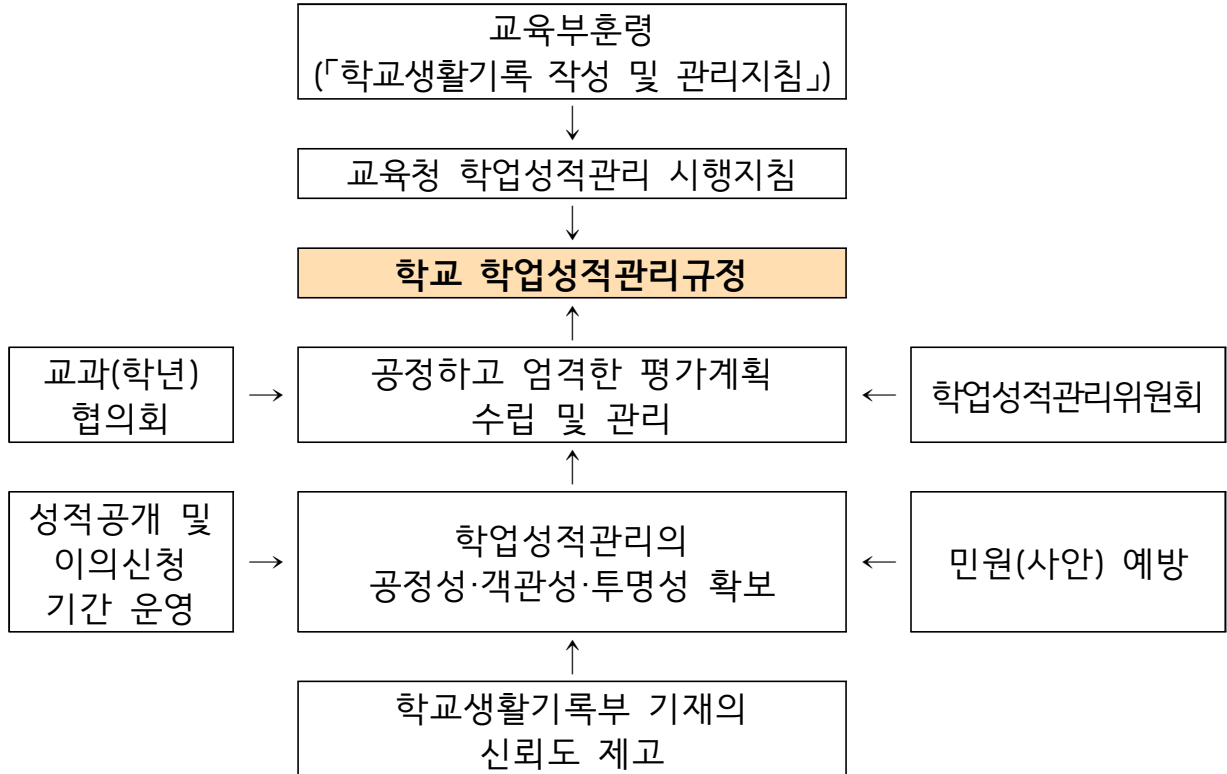 교육부훈령
(｢학교생활기록 작성 및 관리지침｣)
↓
교육청 학업성적관리 시행지침
↓
학교 학업성적관리규정
↑
교과(학년)
협의회
→
공정하고 엄격한 평가계획
수립 및 관리
←
학업성적관리위원회
↑
성적공개 및
이의신청
기간 운영
→
학업성적관리의
공정성·객관성·투명성 확보
←
민원(사안) 예방
↑
학교생활기록부 기재의
신뢰도 제고